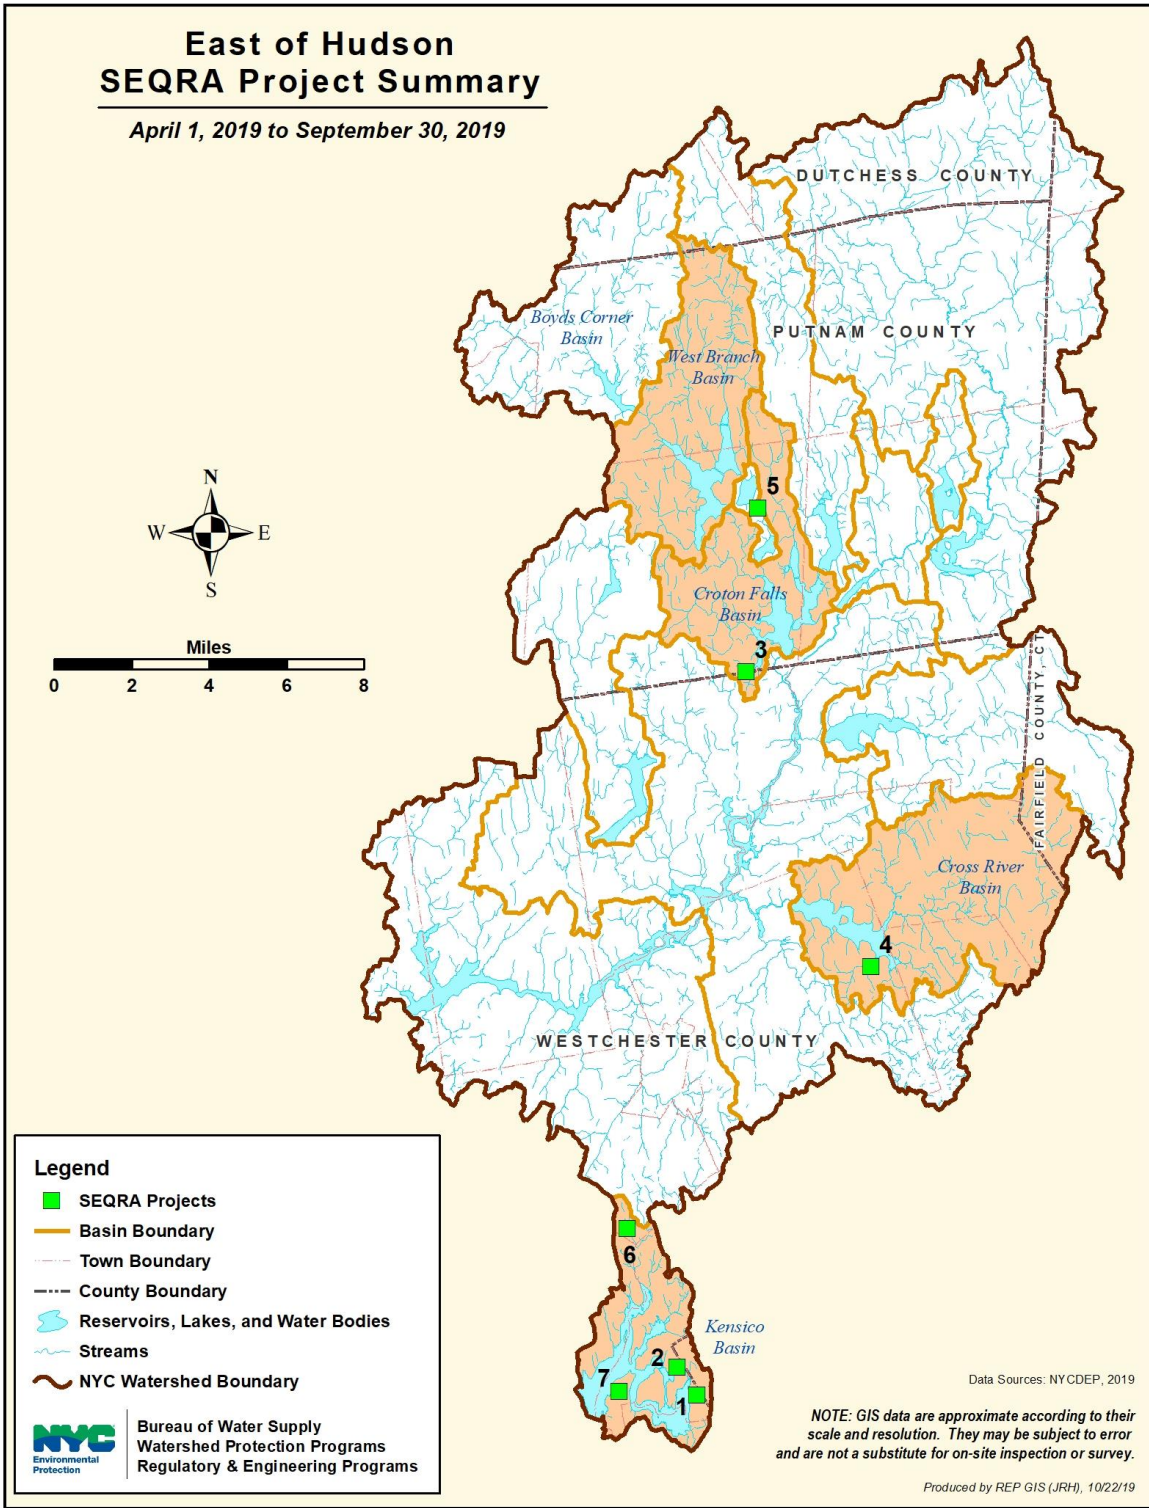 East of Hudson
SEQRA Project Summary
April 1, 2019 to September 30, 2019
DUTCHESS COUNTY
Boyds Corner
Basin
PUTNAM COUNTY
West Branch
Basin
N
W
E
S
5
Croton Falls
Basin
Miles
0 2 4 6 8
3
FAIRFIELD COUNTY, CT
Cross River
Basin
4
WESTCHESTER COUNTY
6
Kensico
Basin
2
7
1
Legend
SEQRA Projects
Basin Boundary
Town Boundary
County Boundary
Reservoirs, Lakes, and Water Bodies
Streams
NYC Watershed Boundary
NYC
Environmental
Protection
Bureau of Water Supply
Watershed Protection Programs
Regulatory & Engineering Programs
Data Sources: NYCDEP, 2019
NOTE: GIS data are approximate according to their
scale and resolution. They may be subject to error
and are not a substitute for on-site inspection or survey.
Produced by REP GIS (JRH), 10/22/19